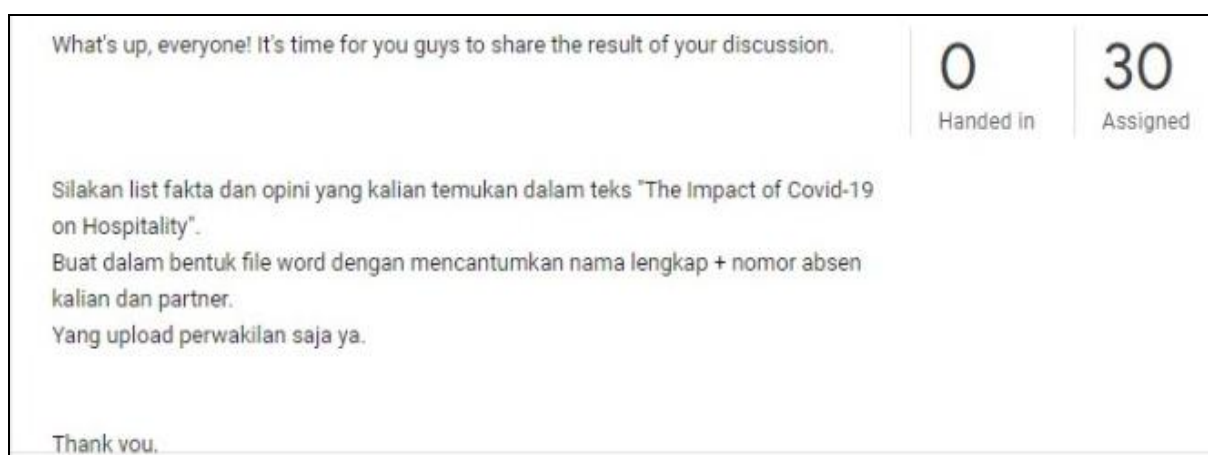 What's up, everyone! It's time for you guys to share the result of your discussion.
0
Handed in
30
Assigned
Silakan list fakta dan opini yang kalian temukan dalam teks "The Impact of Covid-19
on Hospitality".
Buat dalam bentuk file word dengan mencantumkan nama lengkap + nomor absen
kalian dan partner.
Yang upload perwakilan saja ya.
Thank you.